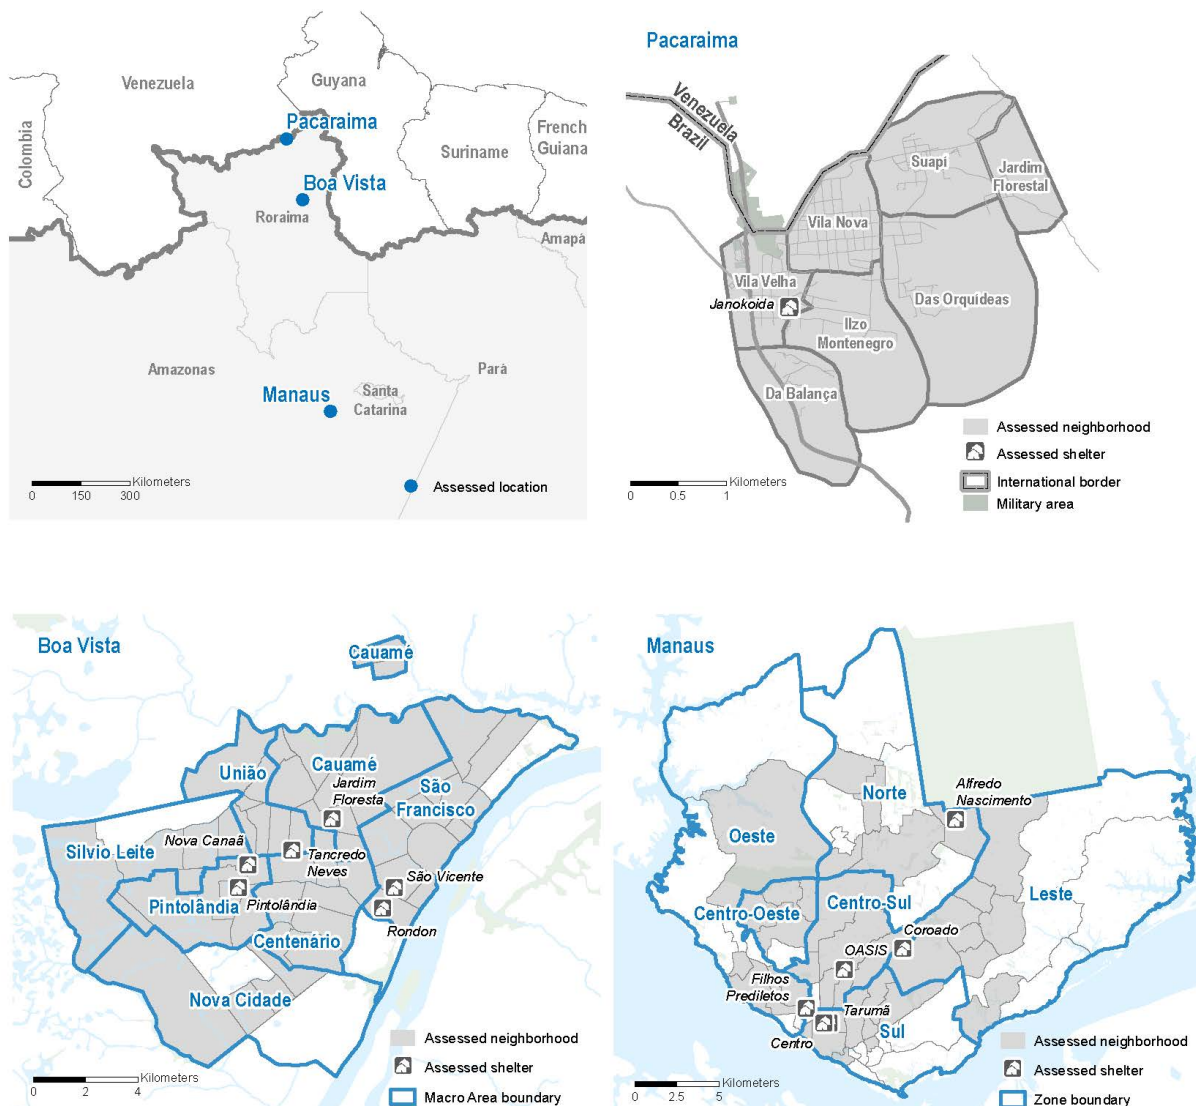 Venezuela
Guyana
Colombia
Pacaraima
Suriname
French
Guiana
Boa Vista
Roraima
Amapá
Amazonas
Pará
Manaus
Santa
Catarina
0 150 300 Kilometers
Assessed location
Pacaraima
Venezuela
Brazil
Suapi
Jardim
Florestal
Vila Nova
Vila Velha
Janokoida
Das Orquídeas
Ilzo
Montenegro
Da Balança
0 0.5 1 Kilometers
Assessed neighborhood
Assessed shelter
International border
Military area
Boa Vista
Cauamé
União
Cauamé
Jardim
Floresta
São
Francisco
Nova Canaã
Silvio Leite
Tancredo
Neves
São Vicente
Pintolândia
Pintolândia
Rondon
Centenário
Nova Cidade
0 2 4 Kilometers
Assessed neighborhood
Assessed shelter
Macro Area boundary
Manaus
Alfredo
Nascimento
Norte
Oeste
Leste
Centro-Oeste
Centro-Sul
Coroado
OASIS
Filhos
Prediletos
Tarumã
Sul
Centro
0 2.5 5 Kilometers
Assessed neighborhood
Assessed shelter
Zone boundary